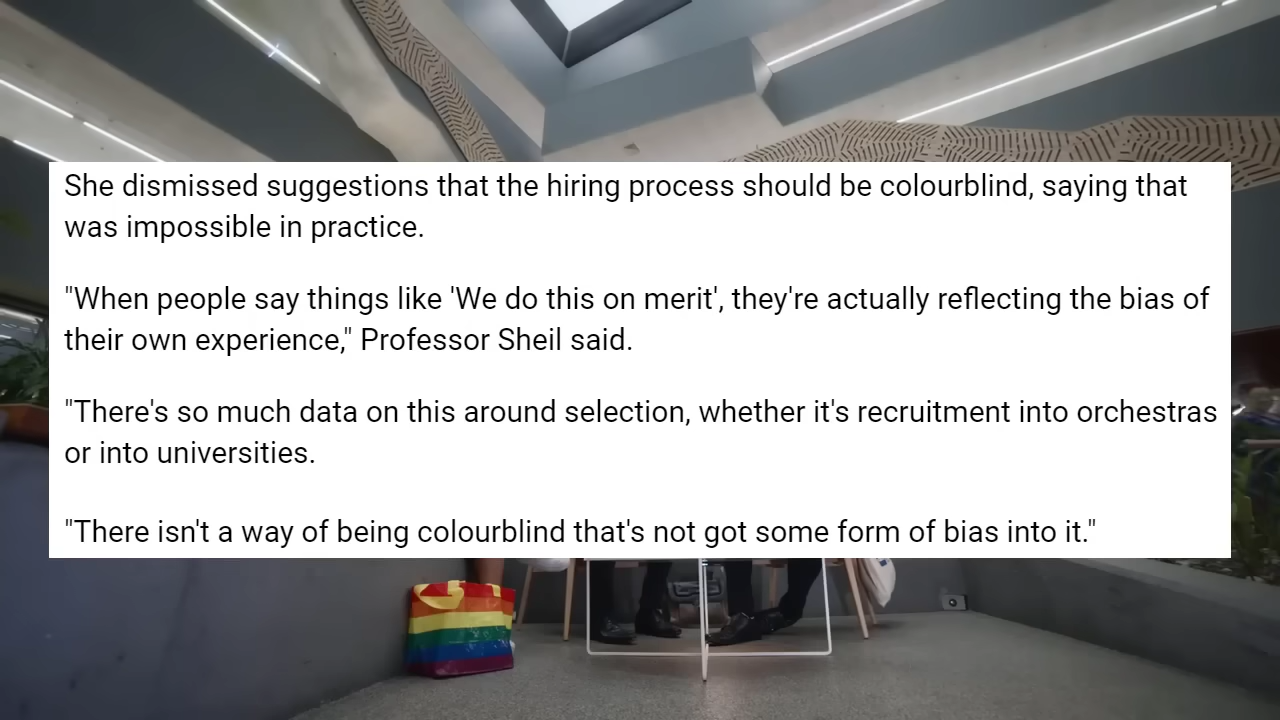 She dismissed suggestions that the hiring process should be colourblind, saying that
was impossible in practice.
"When people say things like 'We do this on merit', they're actually reflecting the bias of
their own experience," Professor Sheil said.
"There's so much data on this around selection, whether it's recruitment into orchestras
or into universities.
"There isn't a way of being colourblind that's not got some form of bias into it."